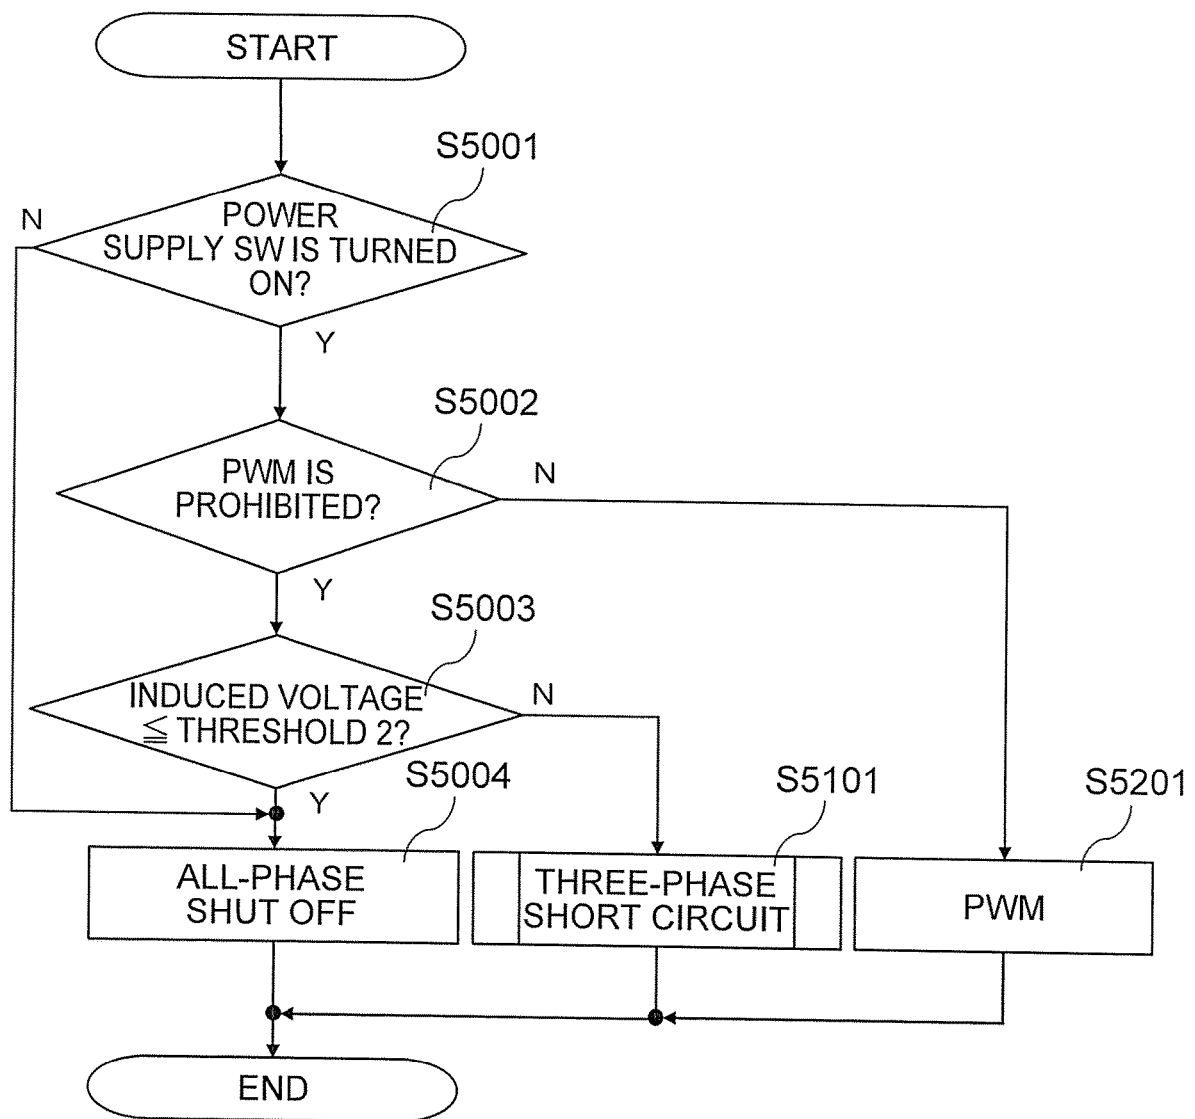 START
S5001
N
POWER
SUPPLY SW IS TURNED
ON?
Y
S5002
PWM IS
PROHIBITED?
N
Y
S5003
INDUCED VOLTAGE
≦ THRESHOLD 2?
N
Y
S5004
S5101
S5201
ALL-PHASE
SHUT OFF
THREE-PHASE
SHORT CIRCUIT
PWM
END